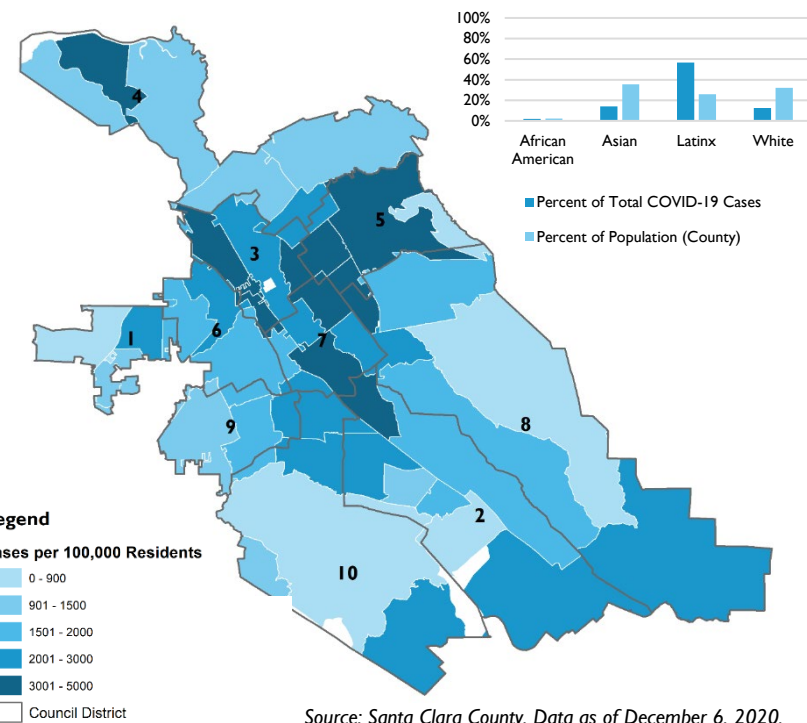 100%
80%
60%
40%
20%
0%
African American
Asian
Latinx
White
Percent of Total COVID-19 Cases
Percent of Population (County)
4
5
3
1
6
7
9
8
2
10
egend
ases per 100,000 Residents
0 - 900
901 - 1500
1501 - 2000
2001 - 3000
3001 - 5000
Council District
Source: Santa Clara County. Data as of December 6, 2020.